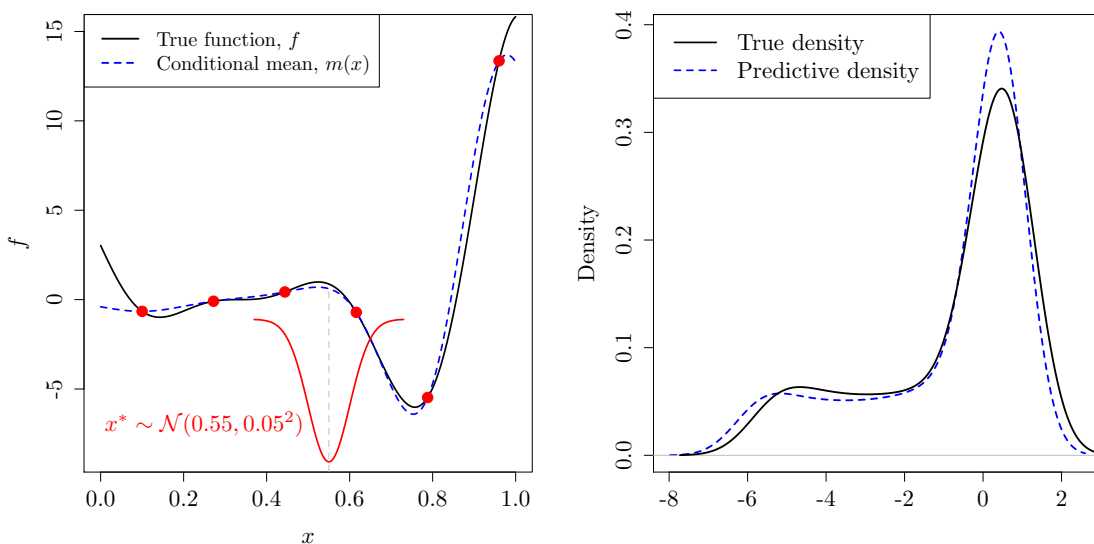 True function, f
Conditional mean, m(x)
f
15
10
5
0
-5
x* ∼ N(0.55, 0.05²)
0.0 0.2 0.4 0.6 0.8 1.0
x
True density
Predictive density
Density
0.4
0.3
0.2
0.1
0.0
-8 -6 -4 -2 0 2